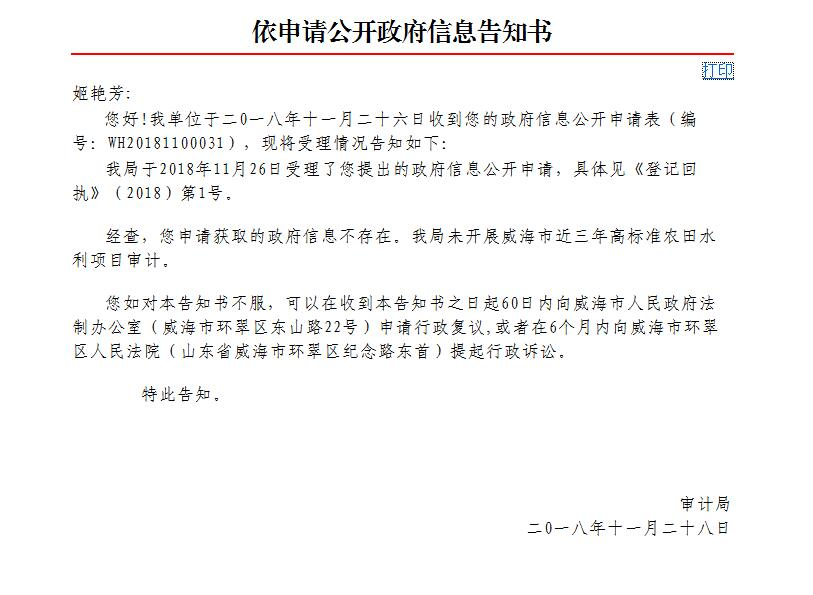 依申请公开政府信息告知书
打印
姬艳芳:
您好!我单位于二0一八年十一月二十六日收到您的政府信息公开申请表（编
号：WH20181100031），现将受理情况告知如下：
我局于2018年11月26日受理了您提出的政府信息公开申请，具体见《登记回
执》（2018）第1号。
经查，您申请获取的政府信息不存在。我局未开展威海市近三年高标准农田水
利项目审计。
您如对本告知书不服，可以在收到本告知书之日起60日内向威海市人民政府法
制办公室（威海市环翠区东山路22号）申请行政复议,或者在6个月内向威海市环翠
区人民法院（山东省威海市环翠区纪念路东首）提起行政诉讼。
特此告知。
审计局
二0一八年十一月二十八日